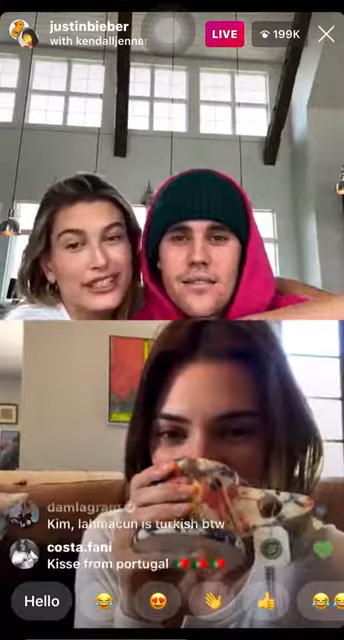 justinbieber
with kendalljenner
LIVE
199K
damlagram
Kim, lahmacun is turkish btw
costa.fani
Kisse from portugal 🇵🇹🇵🇹🇵🇹
Hello